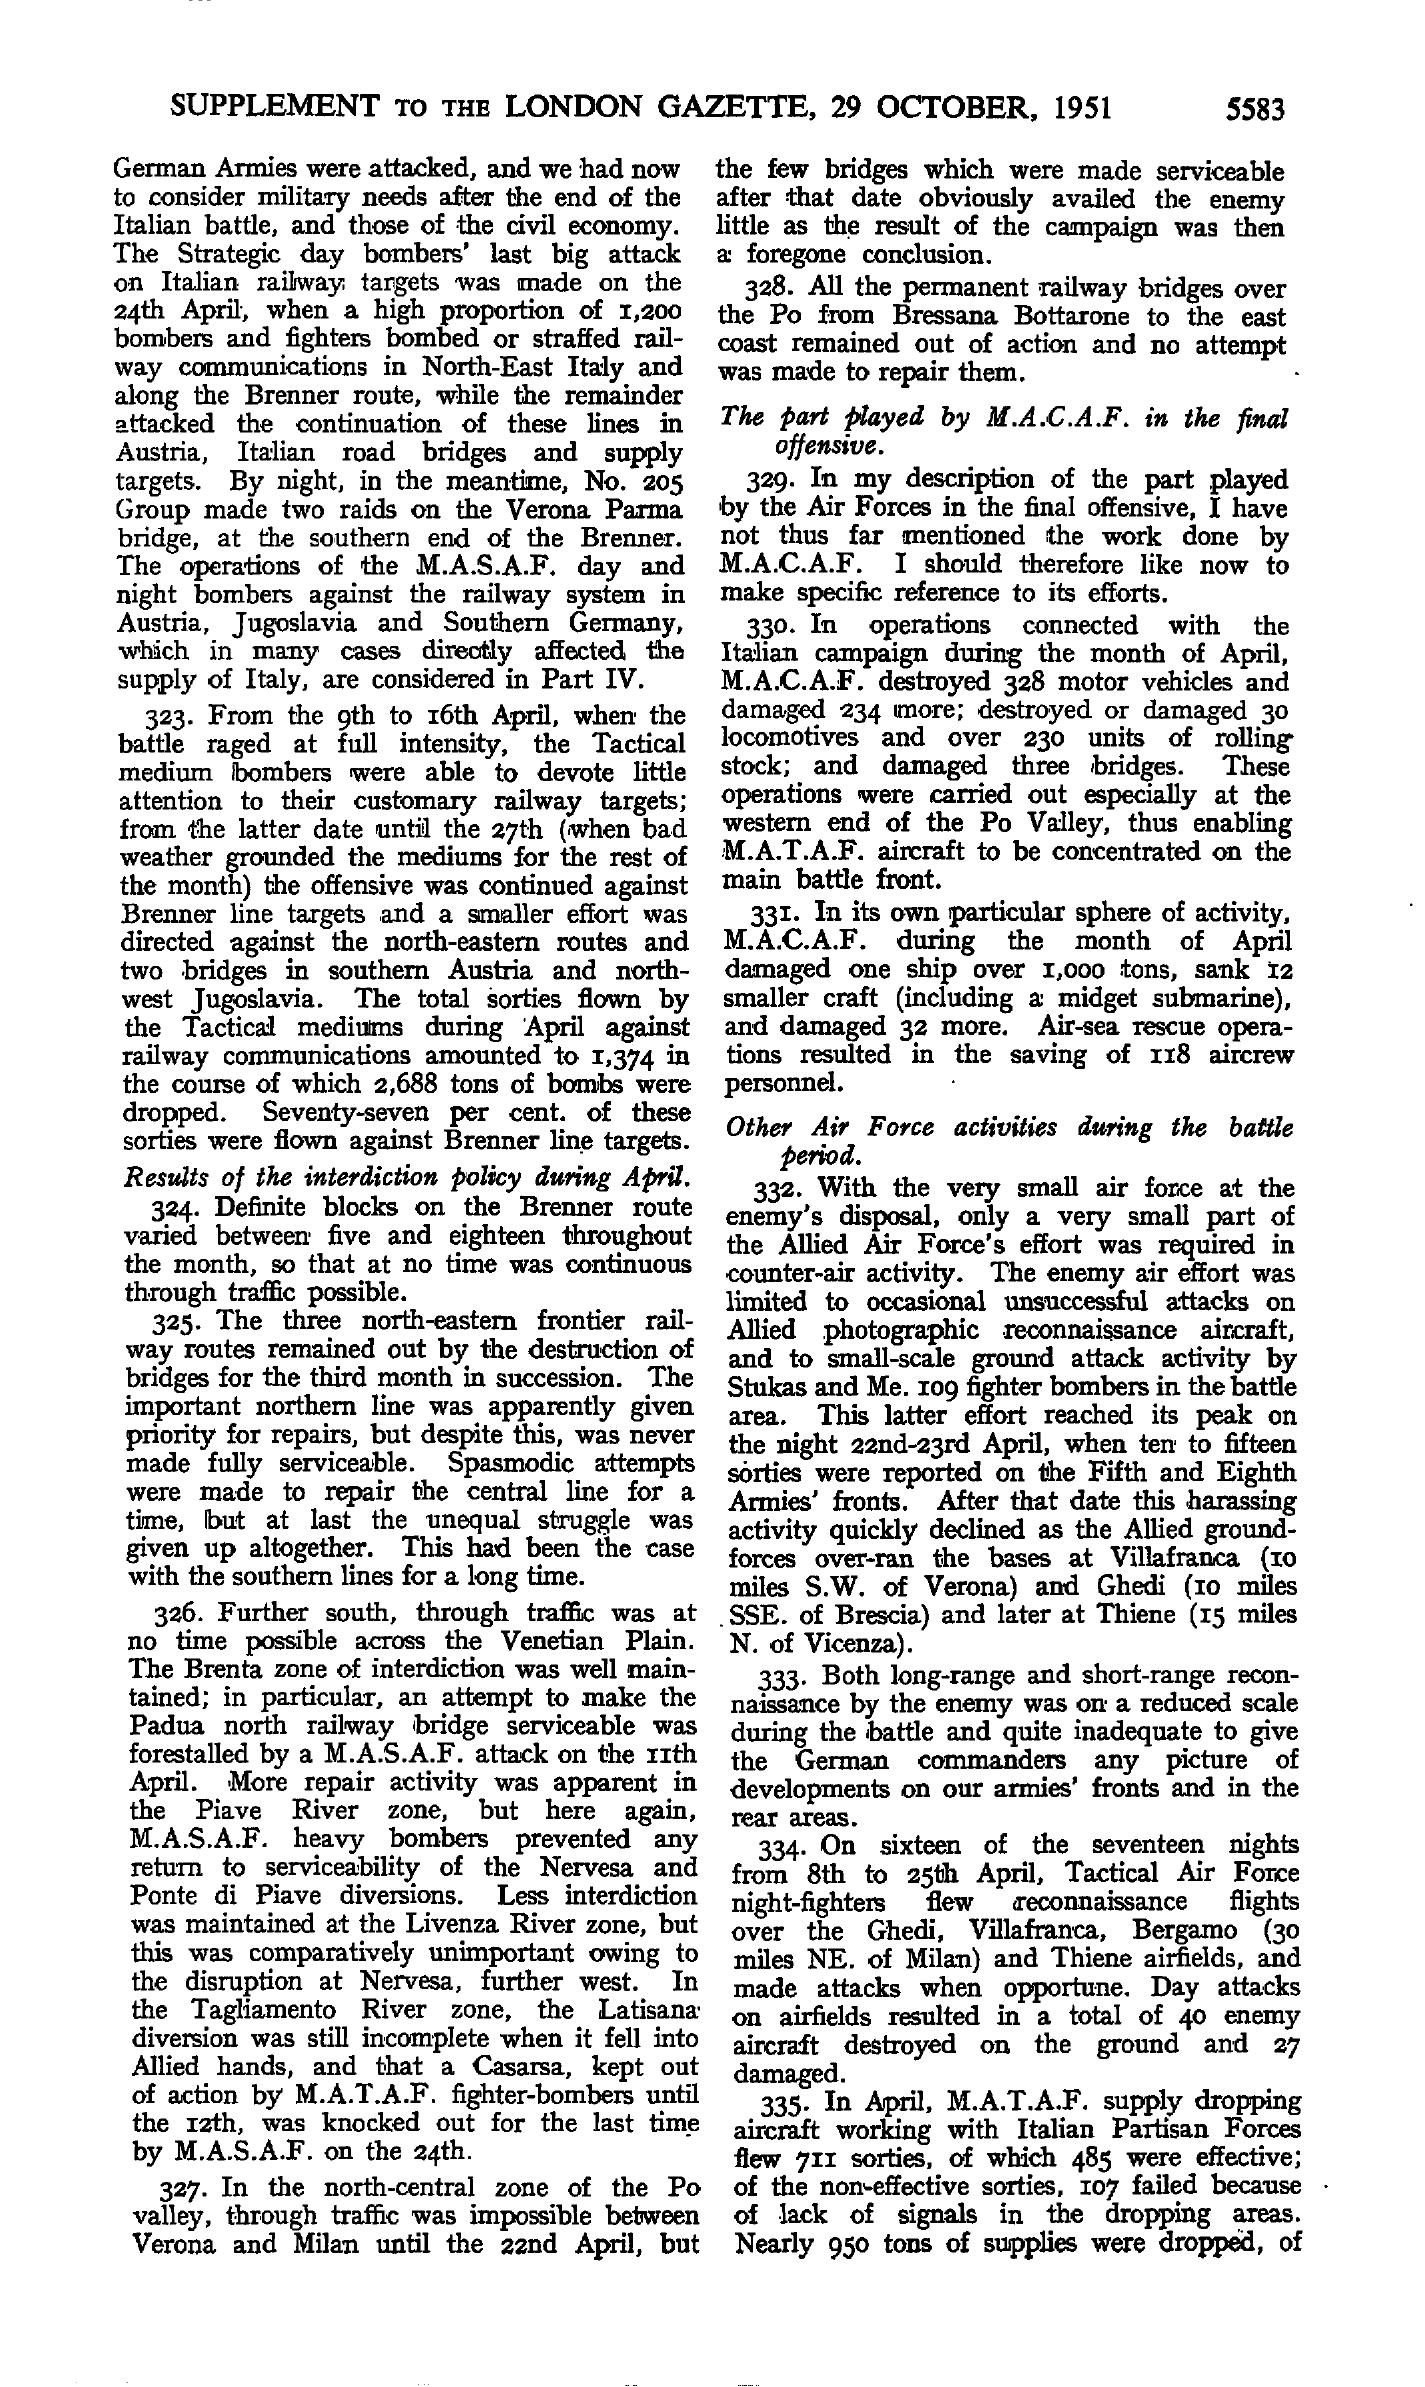 SUPPLEMENT TO THE LONDON GAZETTE, 29 OCTOBER, 1951 5583
German Armies were attacked, and we had now
to consider military needs after the end of the
Italian battle, and those of the civil economy.
The Strategic day bombers' last big attack
on Italian railway targets was made on the
24th April, when a high proportion of 1,200
bombers and fighters bombed or straffed rail-
way communications in North-East Italy and
along the Brenner route, while the remainder
attacked the continuation of these lines in
Austria, Italian road bridges and supply
targets. By night, in the meantime, No. 205
Group made two raids on the Verona Parma
bridge, at the southern end of the Brenner.
The operations of the M.A.S.A.F. day and
night bombers against the railway system in
Austria, Jugoslavia and Southern Germany,
which in many cases directly affected the
supply of Italy, are considered in Part IV.
323. From the 9th to 16th April, when the
battle raged at full intensity, the Tactical
medium bombers were able to devote little
attention to their customary railway targets;
from the latter date until the 27th (when bad
weather grounded the mediums for the rest of
the month) the offensive was continued against
Brenner line targets and a smaller effort was
directed against the north-eastern routes and
two bridges in southern Austria and north-
west Jugoslavia. The total sorties flown by
the Tactical mediums during April against
railway communications amounted to 1,374 in
the course of which 2,688 tons of bombs were
dropped. Seventy-seven per cent. of these
sorties were flown against Brenner line targets.
Results of the interdiction policy during April.
324. Definite blocks on the Brenner route
varied between five and eighteen throughout
the month, so that at no time was continuous
through traffic possible.
325. The three north-eastern frontier rail-
way routes remained out by the destruction of
bridges for the third month in succession. The
important northern line was apparently given
priority for repairs, but despite this, was never
made fully serviceable. Spasmodic attempts
were made to repair the central line for a
time, but at last the unequal struggle was
given up altogether. This had been the case
with the southern lines for a long time.
326. Further south, through traffic was at
no time possible across the Venetian Plain.
The Brenta zone of interdiction was well main-
tained; in particular, an attempt to make the
Padua north railway bridge serviceable was
forestalled by a M.A.S.A.F. attack on the 11th
April. More repair activity was apparent in
the Piave River zone, but here again,
M.A.S.A.F. heavy bombers prevented any
return to serviceability of the Nervesa and
Ponte di Piave diversions. Less interdiction
was maintained at the Livenza River zone, but
this was comparatively unimportant owing to
the disruption at Nervesa, further west. In
the Tagliamento River zone, the Latisana
diversion was still incomplete when it fell into
Allied hands, and that a Casarsa, kept out
of action by M.A.T.A.F. fighter-bombers until
the 12th, was knocked out for the last time
by M.A.S.A.F. on the 24th.
327. In the north-central zone of the Po
valley, through traffic was impossible between
Verona and Milan until the 22nd April, but
the few bridges which were made serviceable
after that date obviously availed the enemy
little as the result of the campaign was then
a foregone conclusion.
328. All the permanent railway bridges over
the Po from Bressana Bottarone to the east
coast remained out of action and no attempt
was made to repair them.
The part played by M.A.C.A.F. in the final
offensive.
329. In my description of the part played
by the Air Forces in the final offensive, I have
not thus far mentioned the work done by
M.A.C.A.F. I should therefore like now to
make specific reference to its efforts.
330. In operations connected with the
Italian campaign during the month of April,
M.A.C.A.F. destroyed 328 motor vehicles and
damaged 234 more; destroyed or damaged 30
locomotives and over 230 units of rolling
stock; and damaged three bridges. These
operations were carried out especially at the
western end of the Po Valley, thus enabling
M.A.T.A.F. aircraft to be concentrated on the
main battle front.
331. In its own particular sphere of activity,
M.A.C.A.F. during the month of April
damaged one ship over 1,000 tons, sank 12
smaller craft (including a midget submarine),
and damaged 32 more. Air-sea rescue opera-
tions resulted in the saving of 118 aircrew
personnel.
Other Air Force activities during the battle
period.
332. With the very small air force at the
enemy's disposal, only a very small part of
the Allied Air Force's effort was required in
counter-air activity. The enemy air effort was
limited to occasional unsuccessful attacks on
Allied photographic reconnaissance aircraft,
and to small-scale ground attack activity by
Stukas and Me. 109 fighter bombers in the battle
area. This latter effort reached its peak on
the night 22nd-23rd April, when ten to fifteen
sorties were reported on the Fifth and Eighth
Armies' fronts. After that date this harassing
activity quickly declined as the Allied ground-
forces over-ran the bases at Villafranca (10
miles S.W. of Verona) and Ghedi (10 miles
SSE. of Brescia) and later at Thiene (15 miles
N. of Vicenza).
333. Both long-range and short-range recon-
naissance by the enemy was on a reduced scale
during the battle and quite inadequate to give
the German commanders any picture of
developments on our armies' fronts and in the
rear areas.
334. On sixteen of the seventeen nights
from 8th to 25th April, Tactical Air Force
night-fighters flew reconnaissance flights
over the Ghedi, Villafranca, Bergamo (30
miles NE. of Milan) and Thiene airfields, and
made attacks when opportune. Day attacks
on airfields resulted in a total of 40 enemy
aircraft destroyed on the ground and 27
damaged.
335. In April, M.A.T.A.F. supply dropping
aircraft working with Italian Partisan Forces
flew 711 sorties, of which 485 were effective;
of the non-effective sorties, 107 failed because
of lack of signals in the dropping areas.
Nearly 950 tons of supplies were dropped, of